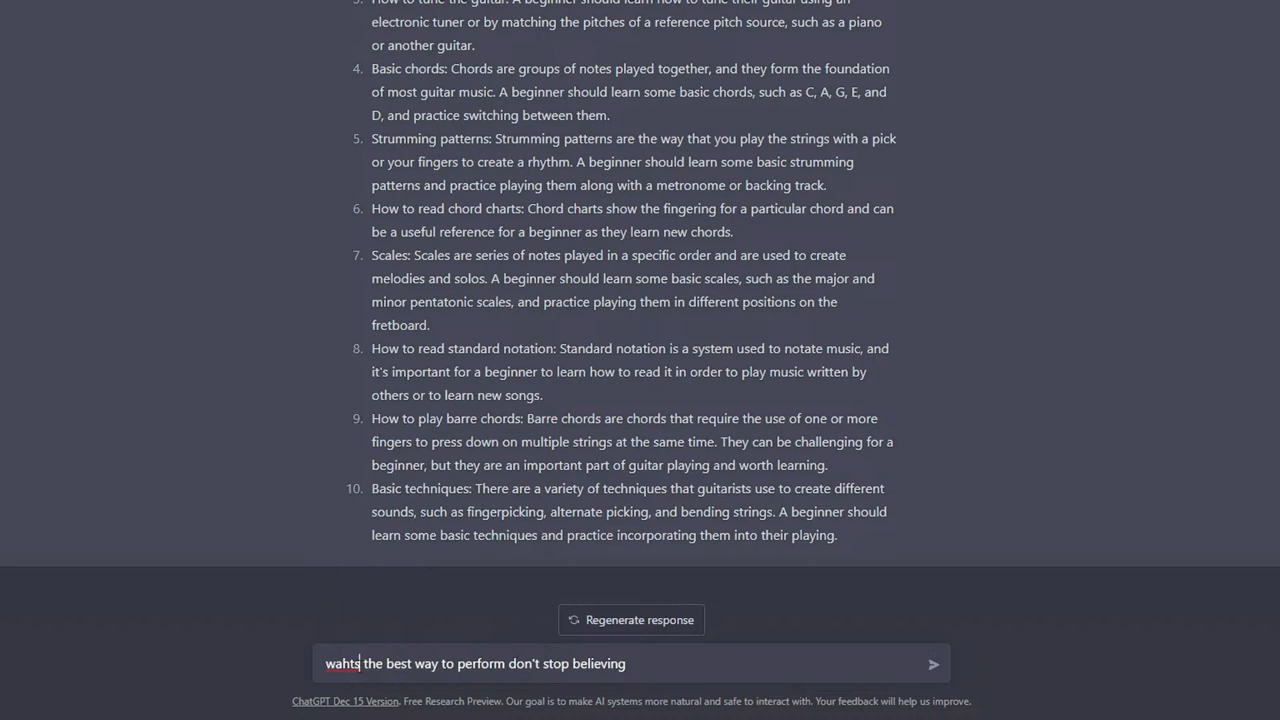 3. How to tune the guitar: A beginner should learn how to tune their guitar using an
electronic tuner or by matching the pitches of a reference pitch source, such as a piano
or another guitar.
4. Basic chords: Chords are groups of notes played together, and they form the foundation
of most guitar music. A beginner should learn some basic chords, such as C, A, G, E, and
D, and practice switching between them.
5. Strumming patterns: Strumming patterns are the way that you play the strings with a pick
or your fingers to create a rhythm. A beginner should learn some basic strumming
patterns and practice playing them along with a metronome or backing track.
6. How to read chord charts: Chord charts show the fingering for a particular chord and can
be a useful reference for a beginner as they learn new chords.
7. Scales: Scales are series of notes played in a specific order and are used to create
melodies and solos. A beginner should learn some basic scales, such as the major and
minor pentatonic scales, and practice playing them in different positions on the
fretboard.
8. How to read standard notation: Standard notation is a system used to notate music, and
it's important for a beginner to learn how to read it in order to play music written by
others or to learn new songs.
9. How to play barre chords: Barre chords are chords that require the use of one or more
fingers to press down on multiple strings at the same time. They can be challenging for a
beginner, but they are an important part of guitar playing and worth learning.
10. Basic techniques: There are a variety of techniques that guitarists use to create different
sounds, such as fingerpicking, alternate picking, and bending strings. A beginner should
learn some basic techniques and practice incorporating them into their playing.
Regenerate response
wahts the best way to perform don't stop believing
ChatGPT Dec 15 Version. Free Research Preview. Our goal is to make AI systems more natural and safe to interact with. Your feedback will help us improve.